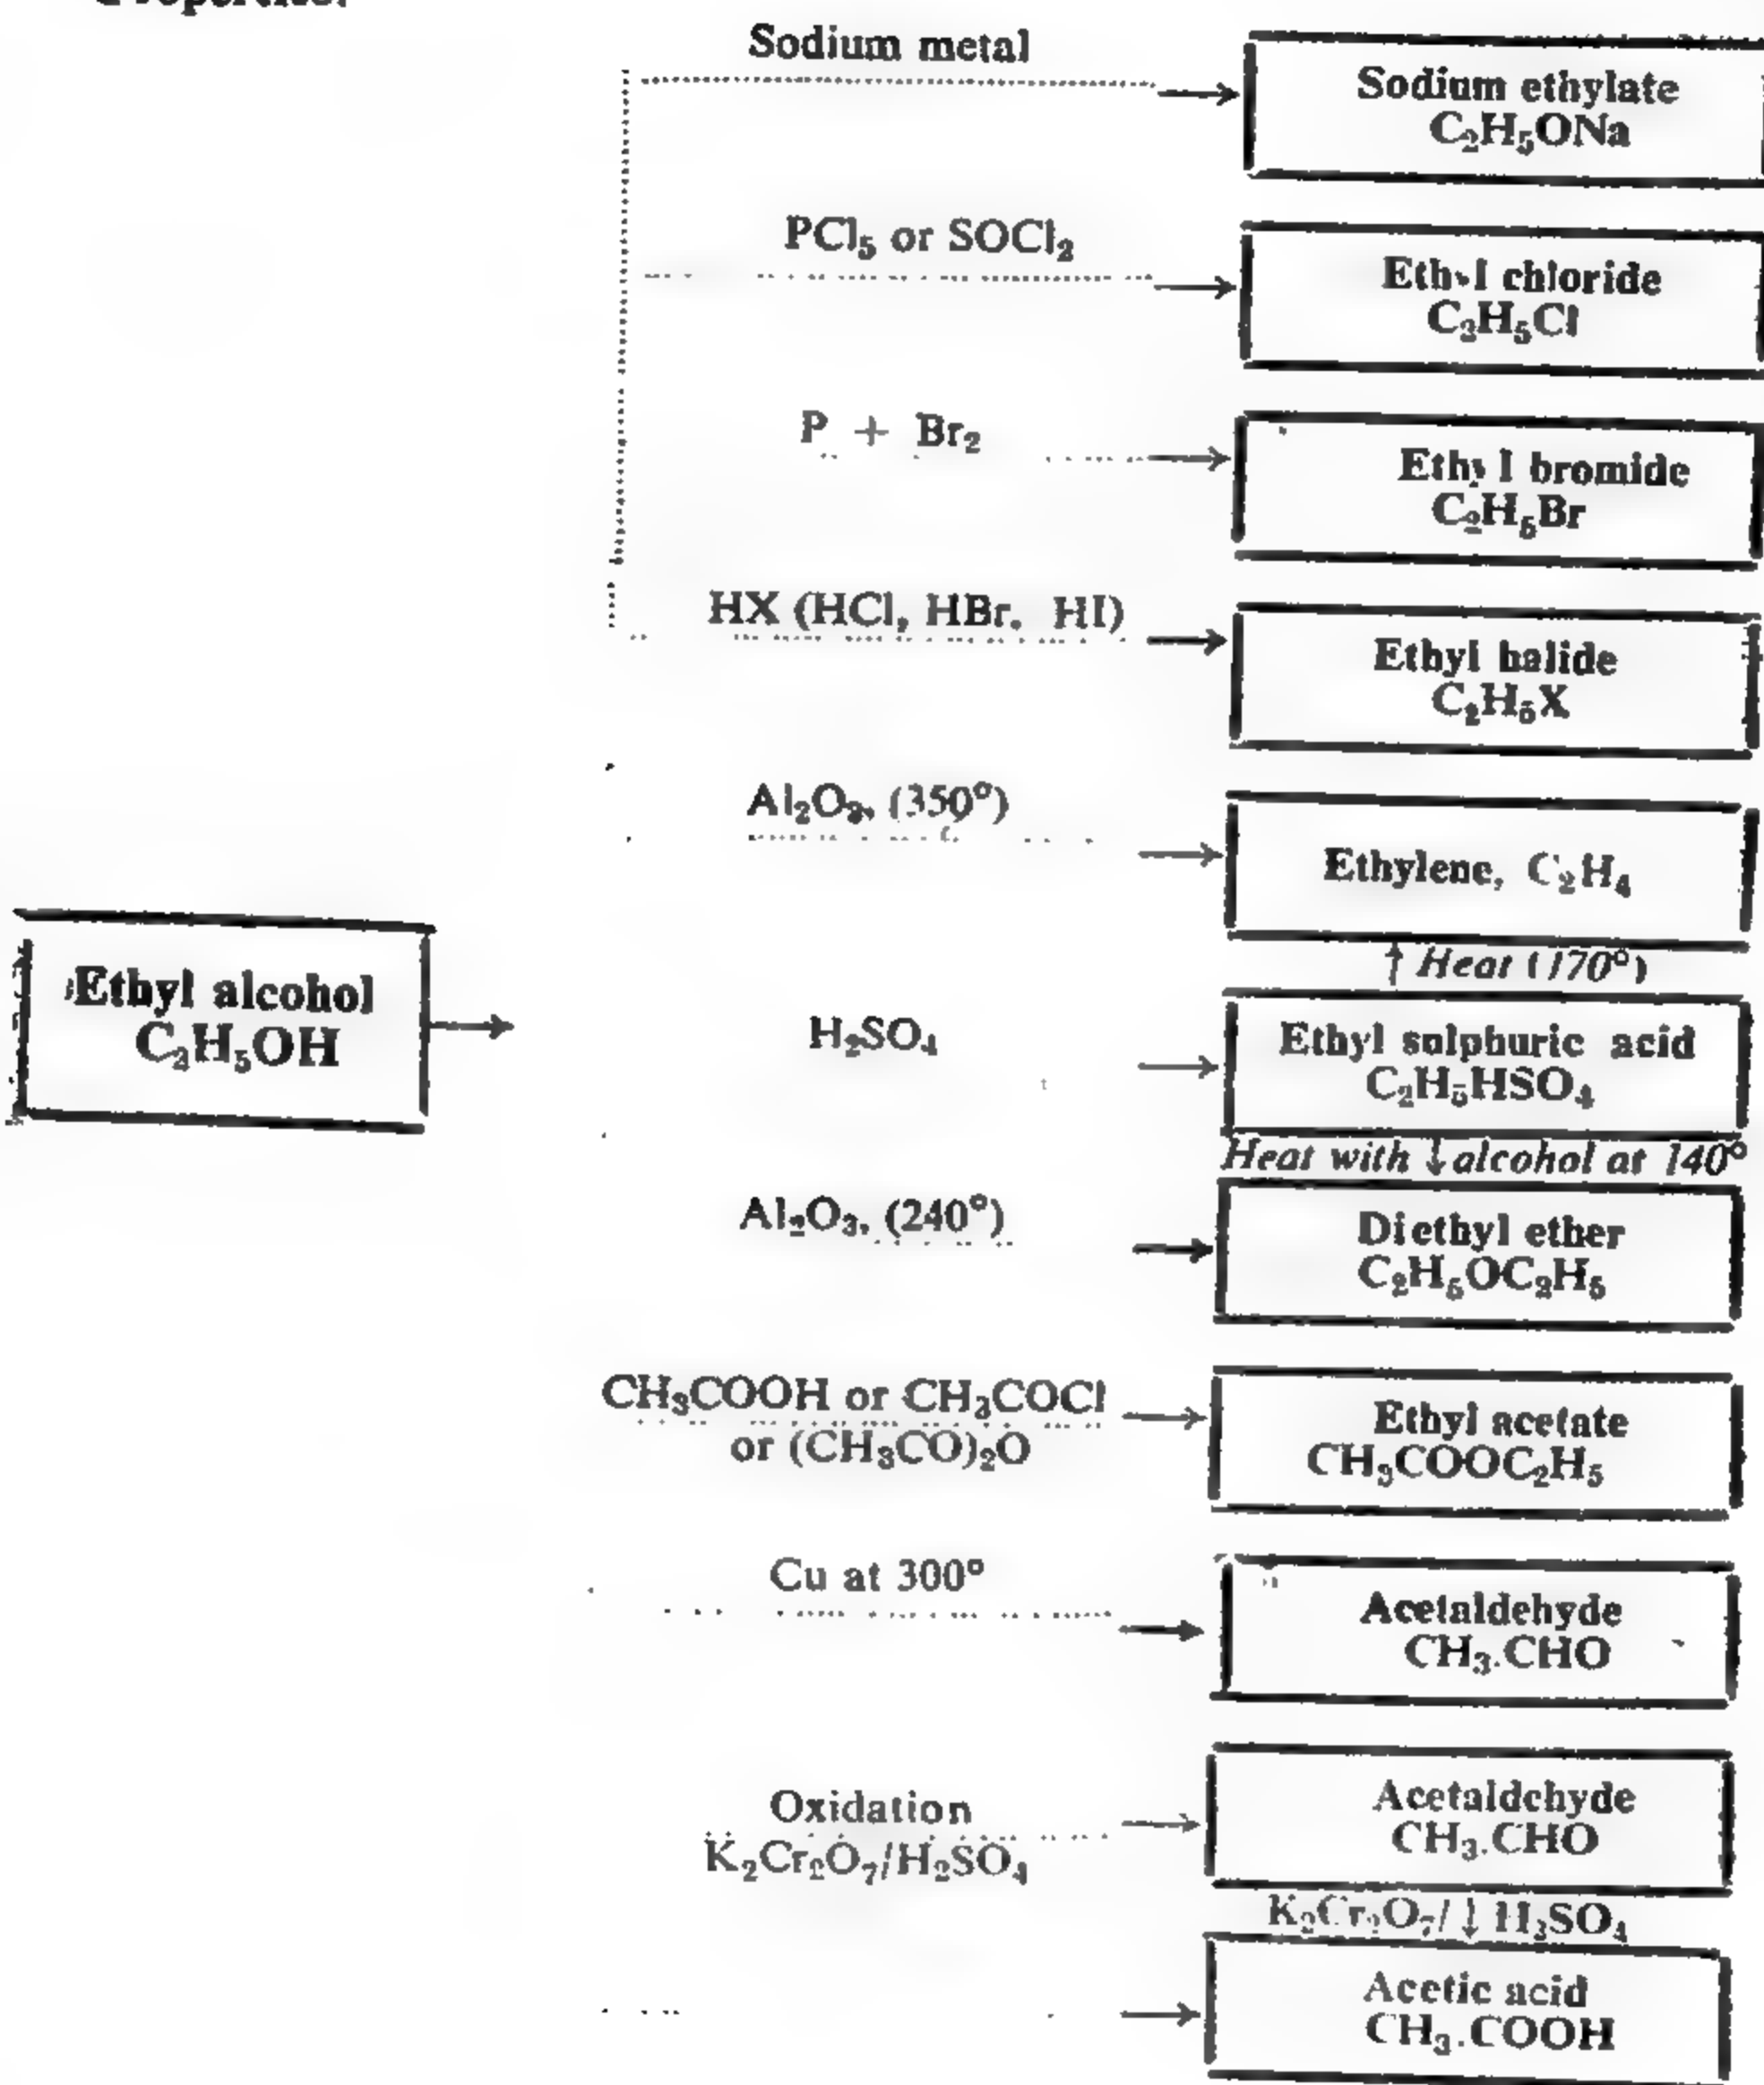 Properties.
Sodium metal
Sodium ethylate
C₂H₅ONa
PCl₅ or SOCl₂
Ethyl chloride
C₂H₅Cl
P + Br₂
Ethyl bromide
C₂H₅Br
HX (HCl, HBr. HI)
Ethyl halide
C₂H₅X
Al₂O₃, (350°)
Ethylene, C₂H₄
↑ Heat (170°)
Ethyl alcohol
C₂H₅OH
H₂SO₄
Ethyl sulphuric acid
C₂H₅HSO₄
Heat with ↓ alcohol at 140°
Al₂O₃, (240°)
Diethyl ether
C₂H₅OC₂H₅
CH₃COOH or CH₃COCl
or (CH₃CO)₂O
Ethyl acetate
CH₃COOC₂H₅
Cu at 300°
Acetaldehyde
CH₃.CHO
Oxidation
K₂Cr₂O₇/H₂SO₄
Acetaldehyde
CH₃.CHO
K₂Cr₂O₇/ ↓ H₂SO₄
Acetic acid
CH₃.COOH